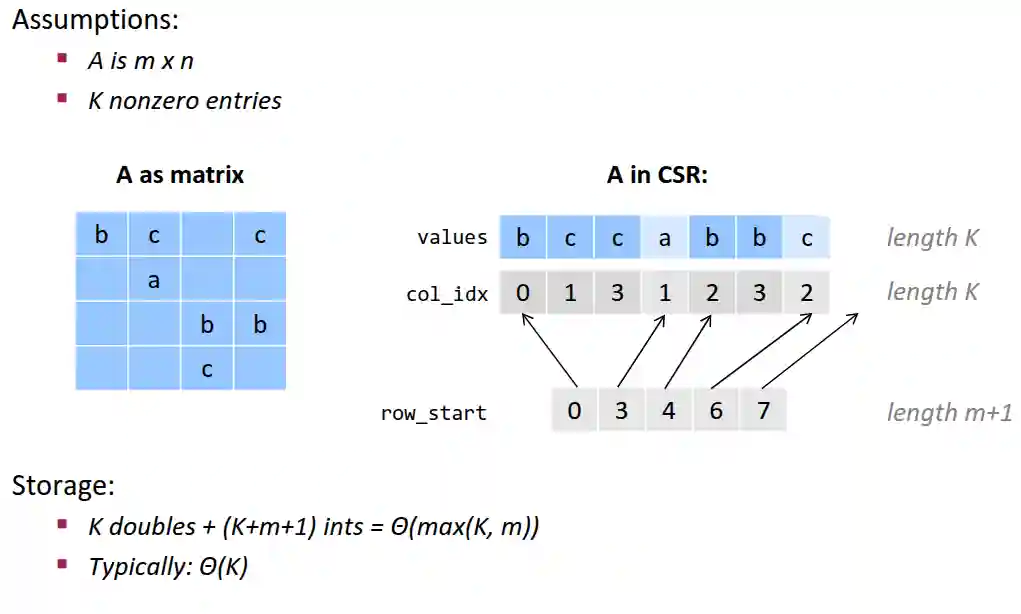 Assumptions:
▪ A is m x n
▪ K nonzero entries
A as matrix
b c c
a
b b
c
A in CSR:
values b c c a b b c length K
col_idx 0 1 3 1 2 3 2 length K
row_start 0 3 4 6 7 length m+1
Storage:
▪ K doubles + (K+m+1) ints = Θ(max(K, m))
▪ Typically: Θ(K)